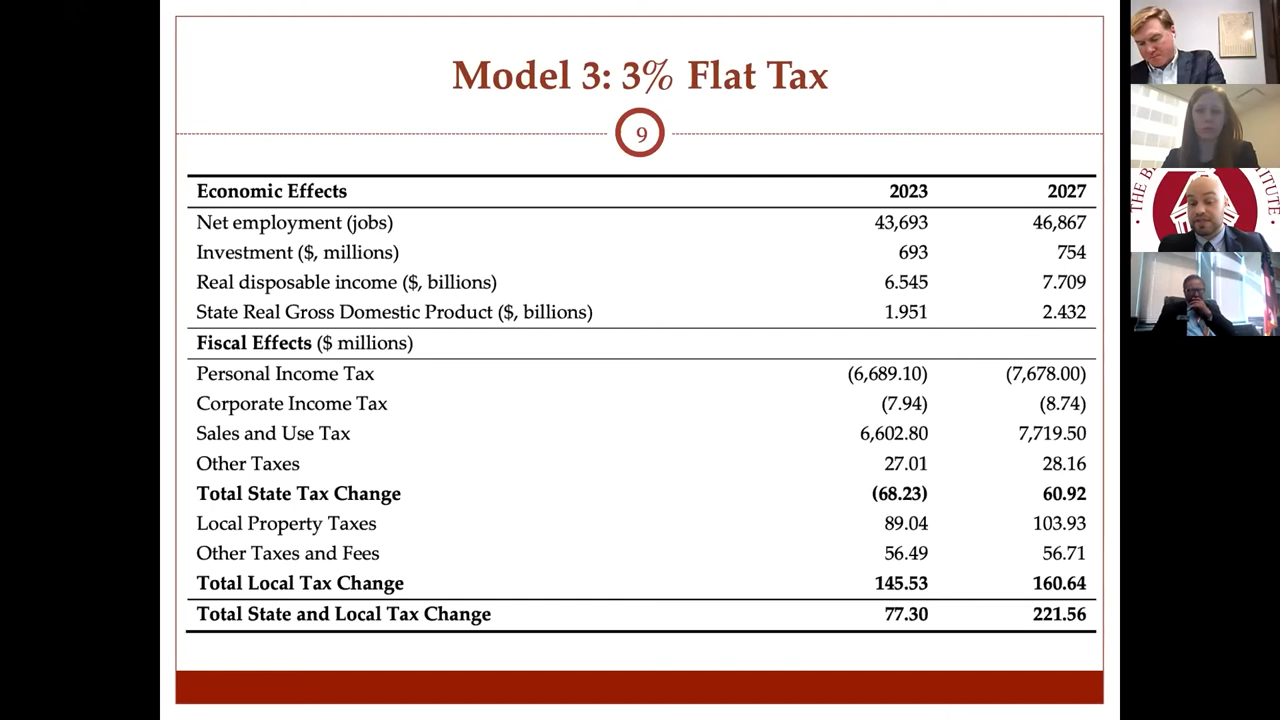 Model 3: 3% Flat Tax
9
Economic Effects 2023 2027
Net employment (jobs) 43,693 46,867
Investment ($, millions) 693 754
Real disposable income ($, billions) 6.545 7.709
State Real Gross Domestic Product ($, billions) 1.951 2.432
Fiscal Effects ($ millions)
Personal Income Tax (6,689.10) (7,678.00)
Corporate Income Tax (7.94) (8.74)
Sales and Use Tax 6,602.80 7,719.50
Other Taxes 27.01 28.16
Total State Tax Change (68.23) 60.92
Local Property Taxes 89.04 103.93
Other Taxes and Fees 56.49 56.71
Total Local Tax Change 145.53 160.64
Total State and Local Tax Change 77.30 221.56
THE